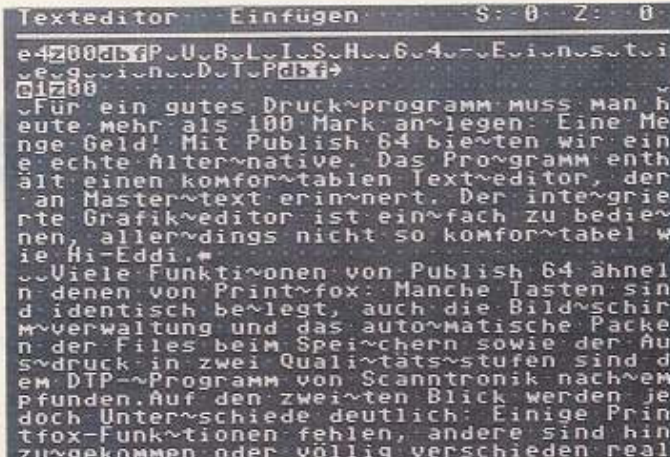 Texteditor Einfügen S: 0 Z: 0
e4z00dbfP⌣U⌣B⌣L⌣I⌣S⌣H⌣⌣6⌣4⌣-⌣E⌣i⌣n⌣s⌣t⌣i
⌣e⌣g⌣⌣i⌣n⌣⌣D⌣T⌣Pdbf→
e1z00
⌣Für ein gutes Druck~programm muss man h
eute mehr als 100 Mark an~legen: Eine Me
nge Geld! Mit Publish 64 bie~ten wir ein
e echte Alter~native. Das Pro~gramm enth
ält einen komfor~tablen Text~editor, der
an Master~text erin~nert. Der inte~grie
rte Grafik~editor ist ein~fach zu bedie~
nen, aller~dings nicht so komfor~tabel w
ie Hi-Eddi.←
⌣⌣Viele Funkti~onen von Publish 64 ähnel
n denen von Print~fox: Manche Tasten sin
d identisch be~legt, auch die Bild~schir
m~verwaltung und das auto~matische Packe
n der Files beim Spei~chern sowie der Au
s~druck in zwei Quali~täts~stufen sind d
em DTP-~Programm von Scanntronik nach~em
pfunden.Auf den zwei~ten Blick werden je
doch Unter~schiede deutlich: Einige Prin
tfox-Funk~tionen fehlen, andere sind hin
zu~gekommen oder völlig verschieden reali